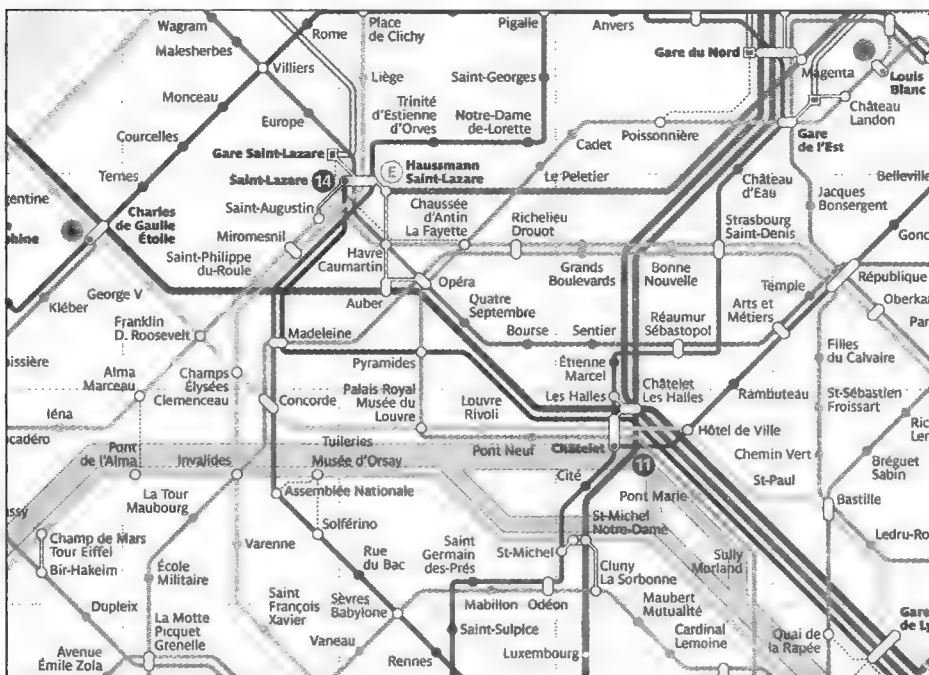 Wagram
Rome
Place
de Clichy
Pigalle
Anvers
Malesherbes
Villiers
Liège
Saint-Georges
Gare du Nord
Magenta
Louis
Blanc
Monceau
Trinité
d'Estienne
d'Orves
Notre-Dame
de-Lorette
Château
Landon
Europe
Poissonnière
Courcelles
Cadet
Gare
de l'Est
Gare Saint-Lazare
E
Haussmann
Saint-Lazare
Saint-Lazare
14
Le Peletier
Ternes
Château
d'Eau
Belleville
Jacques
Bonsergent
Saint-Augustin
Chaussée
d'Antin
La Fayette
Richelieu
Drouot
Strasbourg
Saint-Denis
Charles
de Gaulle
Étoile
Miromesnil
Saint-Philippe
du-Roule
Havre
Caumartin
Opéra
Grands
Boulevards
Bonne
Nouvelle
République
Kléber
George V
Auber
Quatre
Septembre
Temple
Oberka
Arts et
Métiers
Franklin
D. Roosevelt
Madeleine
Bourse
Sentier
Réaumur
Sébastopol
Filles
du Calvaire
Pyramides
Étienne
Marcel
Alma
Marceau
Champs
Élysées
Clemenceau
Concorde
Palais Royal
Musée du
Louvre
Louvre
Rivoli
Les Halles
Châtelet
Les Halles
Rambuteau
St-Sébastien
Froissart
Iéna
Hôtel de Ville
Tuileries
Pont Neuf
Châtelet
Chemin Vert
Pont
de l'Alma
Invalides
Musée d'Orsay
Cité
11
St-Paul
Bréguet
Sabin
La Tour
Maubourg
Assemblée Nationale
Pont Marie
Bastille
Champ de Mars
Tour Eiffel
Solférino
St-Michel
Notre-Dame
Ledru-Ro
Varenne
Bir-Hakeim
École
Militaire
Rue
du Bac
Saint
Germain
des-Prés
St-Michel
Cluny
La Sorbonne
Sully
Morland
Dupleix
Saint
François
Xavier
Sèvres
Babylone
Mabillon
Odéon
Maubert
Mutualité
Gare
de Ly
La Motte
Picquet
Grenelle
Vaneau
Saint-Sulpice
Cardinal
Lemoine
Quai de
la Rapée
Avenue
Émile Zola
Rennes
Luxembourg